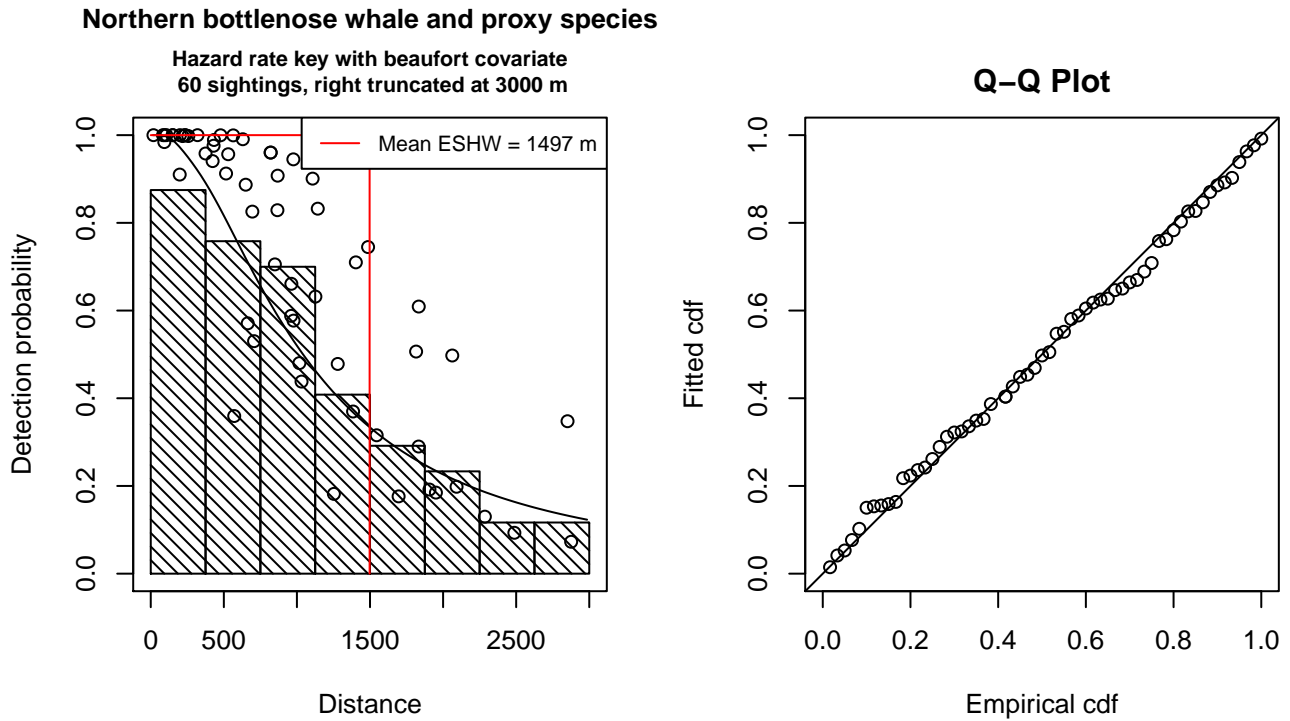 Northern bottlenose whale and proxy species
Hazard rate key with beaufort covariate
60 sightings, right truncated at 3000 m
Mean ESHW = 1497 m
Detection probability
0.0
0.2
0.4
0.6
0.8
1.0
0
500
1500
2500
Distance
Q−Q Plot
Fitted cdf
0.0
0.2
0.4
0.6
0.8
1.0
0.0
0.2
0.4
0.6
0.8
1.0
Empirical cdf